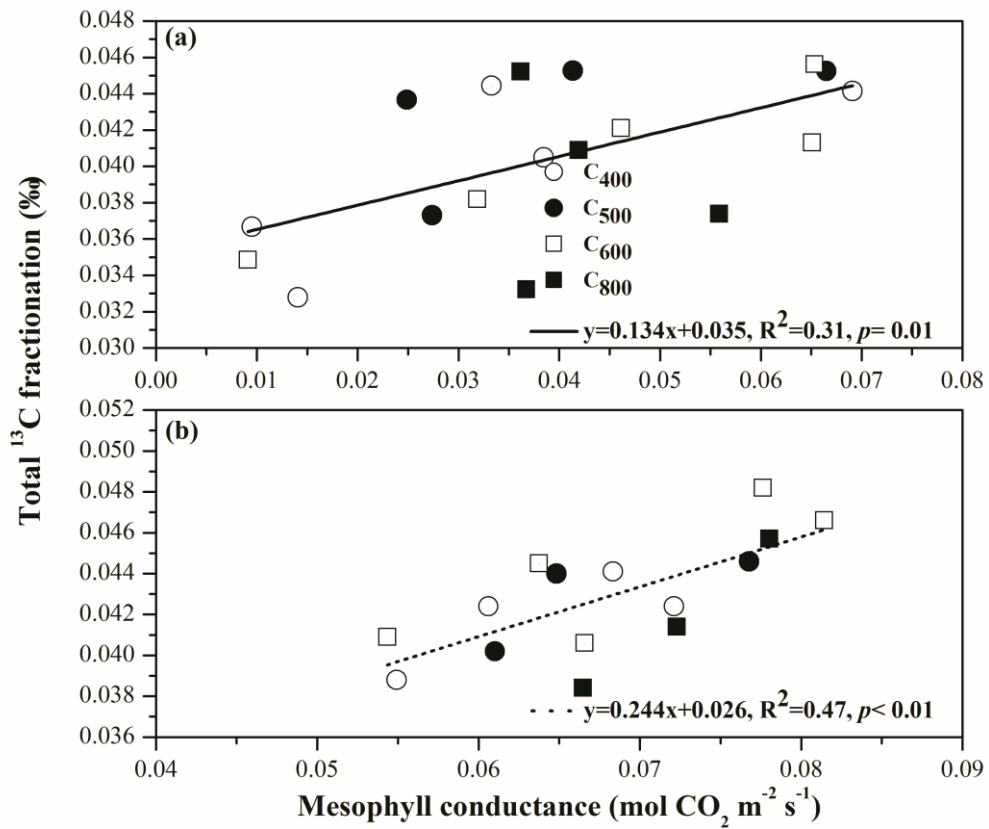 Total ¹³C fractionation (‰)
0.048
(a)
0.046
0.044
0.042
0.040
C₄₀₀
0.038
C₅₀₀
0.036
C₆₀₀
0.034
C₈₀₀
0.032
y=0.134x+0.035, R²=0.31, p= 0.01
0.030
0.00 0.01 0.02 0.03 0.04 0.05 0.06 0.07 0.08
0.052
(b)
0.050
0.048
0.046
0.044
0.042
0.040
0.038
y=0.244x+0.026, R²=0.47, p< 0.01
0.036
0.04 0.05 0.06 0.07 0.08 0.09
Mesophyll conductance (mol CO₂ m⁻² s⁻¹)